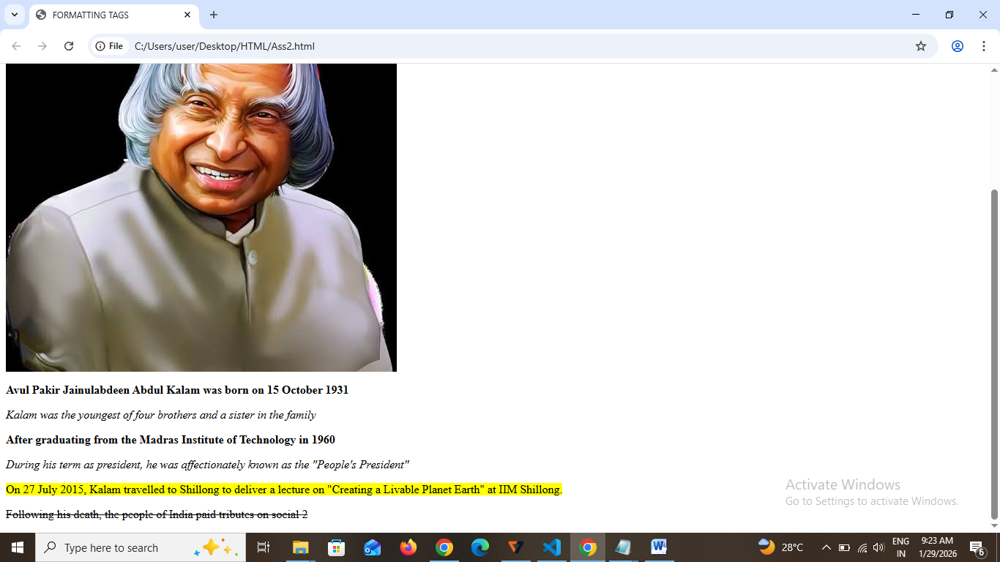 FORMATTING TAGS
File C:/Users/user/Desktop/HTML/Ass2.html
Avul Pakir Jainulabdeen Abdul Kalam was born on 15 October 1931
Kalam was the youngest of four brothers and a sister in the family
After graduating from the Madras Institute of Technology in 1960
During his term as president, he was affectionately known as the "People's President"
On 27 July 2015, Kalam travelled to Shillong to deliver a lecture on "Creating a Livable Planet Earth" at IIM Shillong.
Following his death, the people of India paid tributes on social 2
Activate Windows
Go to Settings to activate Windows.
Type here to search
28°C
ENG
IN
9:23 AM
1/29/2026
6